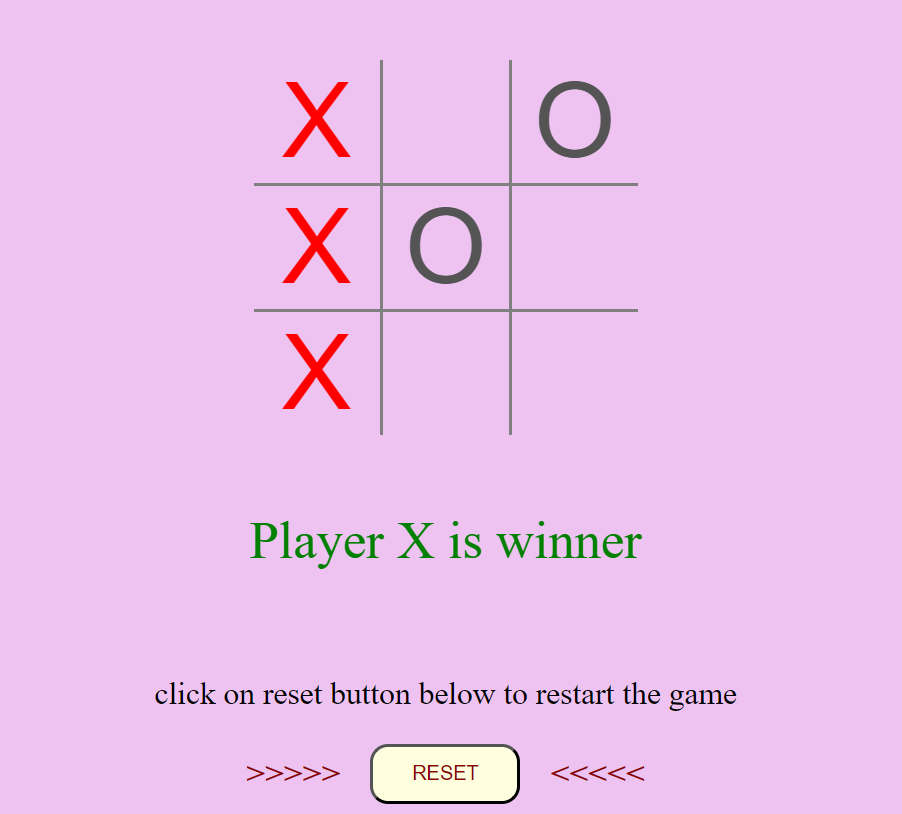 X O
X O
X
Player X is winner
click on reset button below to restart the game
>>>>> RESET <<<<<